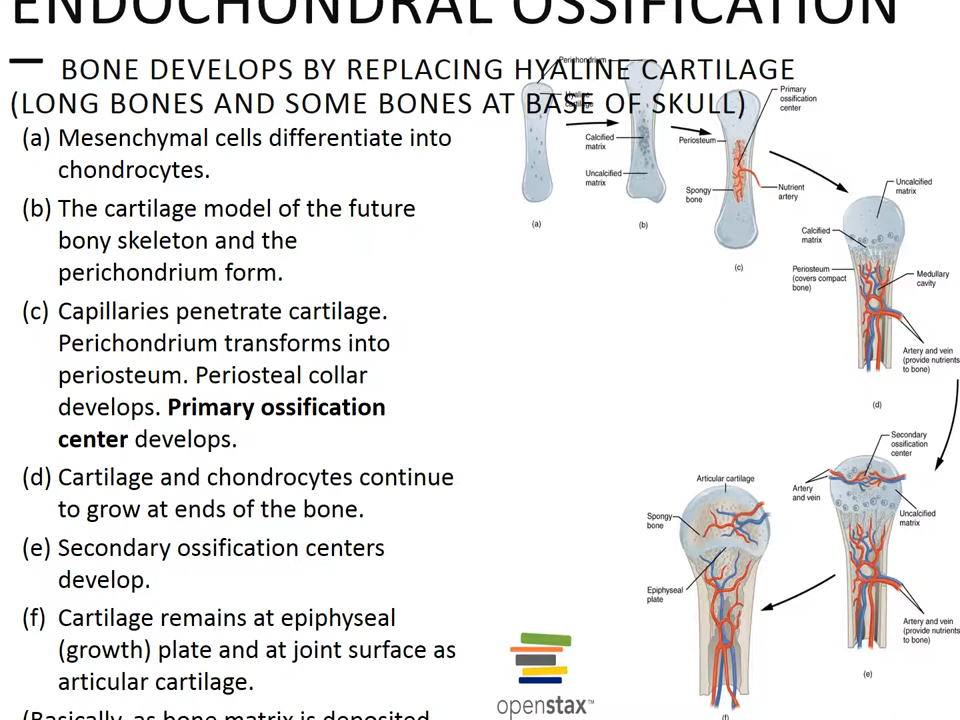 ENDOCHONDRAL OSSIFICATION
— BONE DEVELOPS BY REPLACING HYALINE CARTILAGE
(LONG BONES AND SOME BONES AT BASE OF SKULL)
(a) Mesenchymal cells differentiate into
chondrocytes.
(b) The cartilage model of the future
bony skeleton and the
perichondrium form.
(c) Capillaries penetrate cartilage.
Perichondrium transforms into
periosteum. Periosteal collar
develops. Primary ossification
center develops.
(d) Cartilage and chondrocytes continue
to grow at ends of the bone.
(e) Secondary ossification centers
develop.
(f) Cartilage remains at epiphyseal
(growth) plate and at joint surface as
articular cartilage.
(Basically, as bone matrix is deposited
Perichondrium
Hyaline
cartilage
(a)
Calcified
matrix
Uncalcified
matrix
(b)
Primary
ossification
center
Periosteum
Spongy
bone
Nutrient
artery
(c)
Uncalcified
matrix
Calcified
matrix
Periosteum
(covers compact
bone)
Medullary
cavity
Artery and vein
(provide nutrients
to bone)
(d)
Secondary
ossification
center
Artery
and vein
Uncalcified
matrix
Artery and vein
(provide nutrients
to bone)
(e)
Articular cartilage
Spongy
bone
Epiphyseal
plate
(f)
openstax™